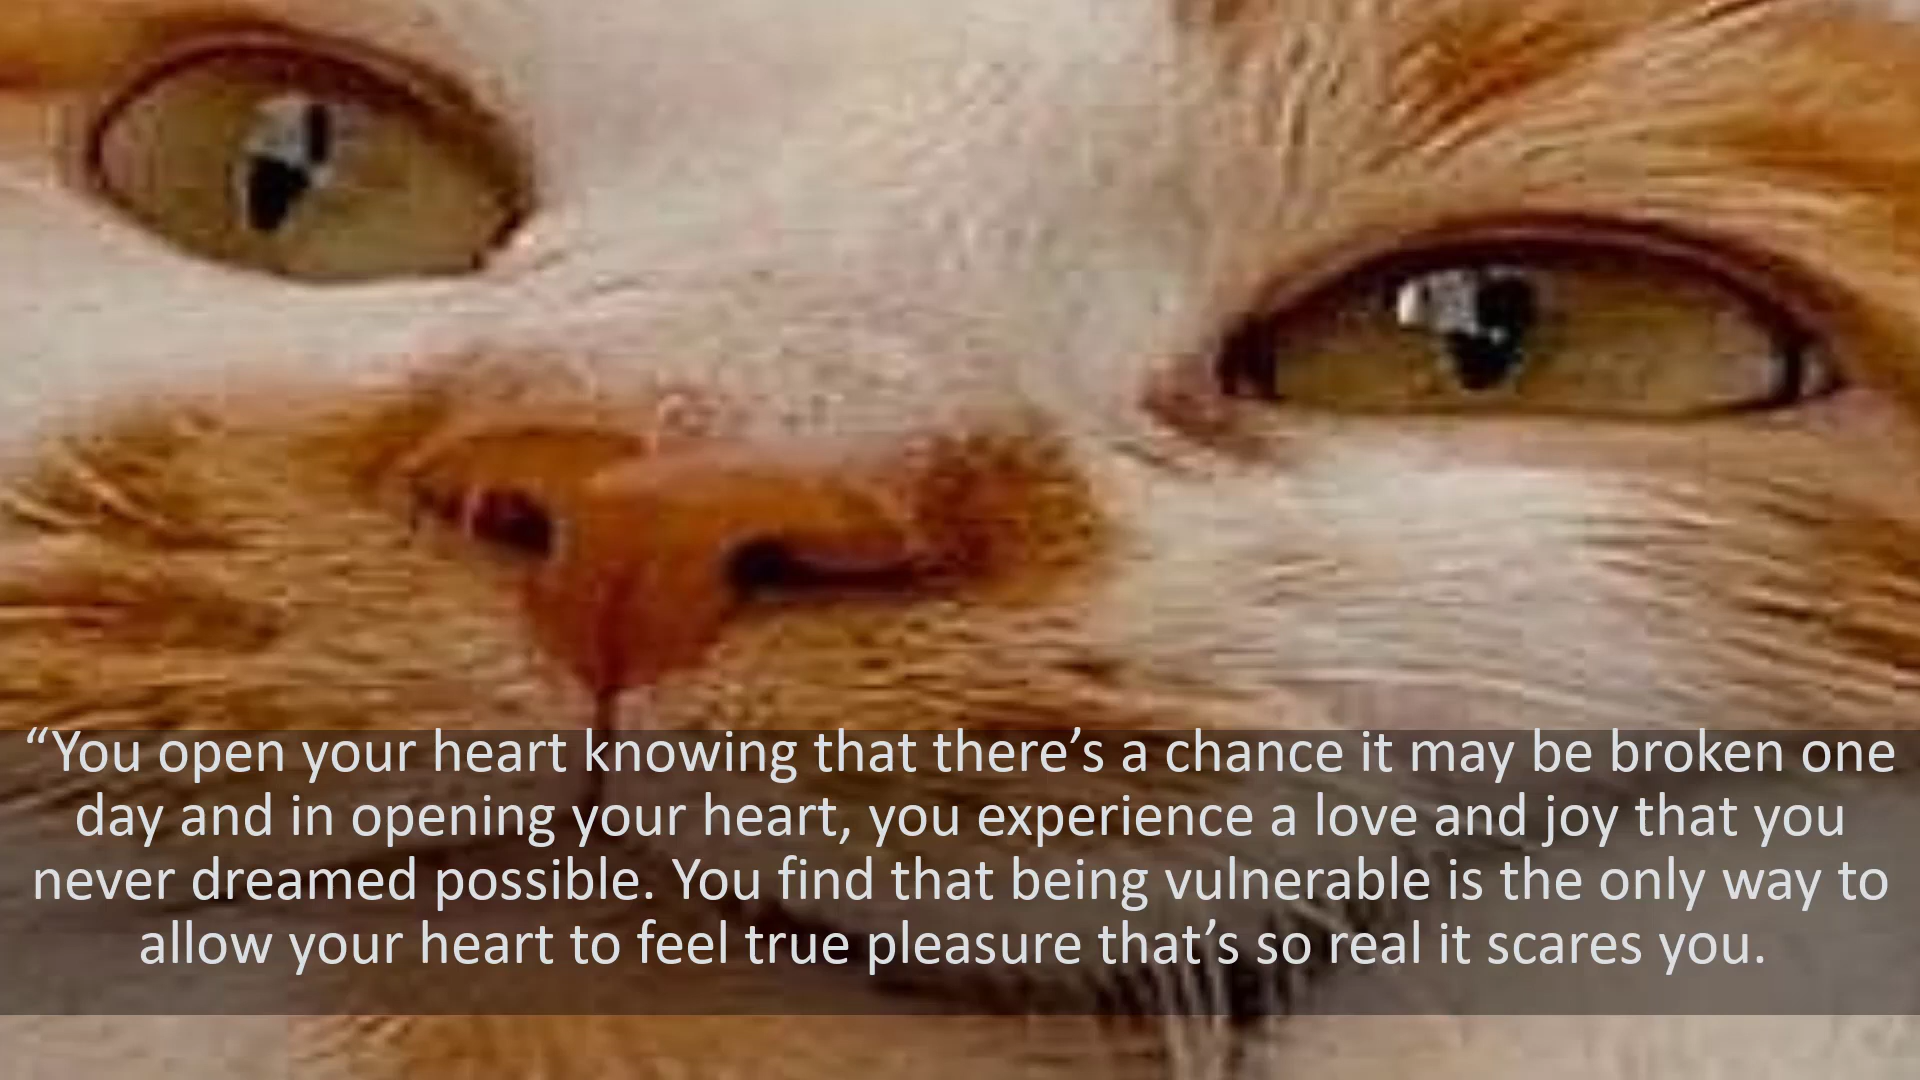 “You open your heart knowing that there’s a chance it may be broken one
day and in opening your heart, you experience a love and joy that you
never dreamed possible. You find that being vulnerable is the only way to
allow your heart to feel true pleasure that’s so real it scares you.